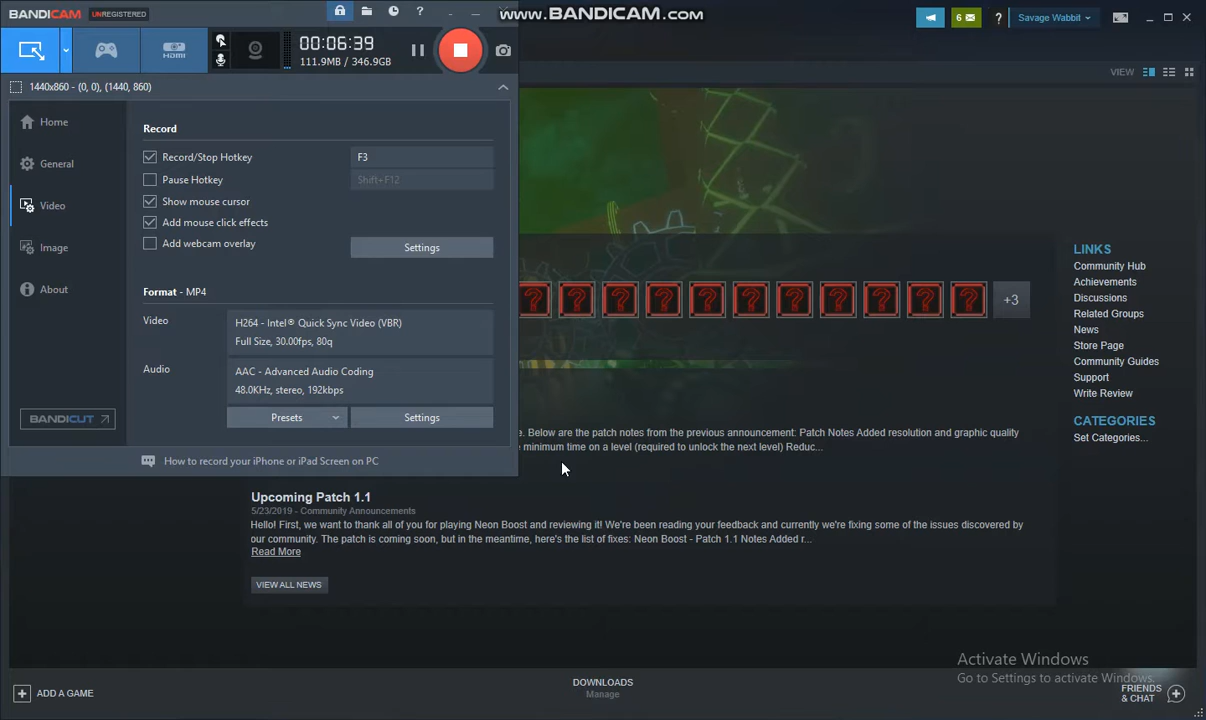 BANDICAM UNREGISTERED
www.BANDICAM.com
6
?
Savage Wabbit
HDMI
00:06:39
111.9MB / 346.9GB
VIEW
1440x860 - (0, 0), (1440, 860)
Home
General
Video
Image
About
BANDICUT
Record
Record/Stop Hotkey
F3
Pause Hotkey
Shift+F12
Show mouse cursor
Add mouse click effects
Add webcam overlay
Settings
Format - MP4
Video
H264 - Intel® Quick Sync Video (VBR)
Full Size, 30.00fps, 80q
Audio
AAC - Advanced Audio Coding
48.0KHz, stereo, 192kbps
Presets
Settings
How to record your iPhone or iPad Screen on PC
+3
LINKS
Community Hub
Achievements
Discussions
Related Groups
News
Store Page
Community Guides
Support
Write Review
CATEGORIES
Set Categories...
e. Below are the patch notes from the previous announcement: Patch Notes Added resolution and graphic quality
minimum time on a level (required to unlock the next level) Reduc...
Upcoming Patch 1.1
5/23/2019 - Community Announcements
Hello! First, we want to thank all of you for playing Neon Boost and reviewing it! We're been reading your feedback and currently we're fixing some of the issues discovered by
our community. The patch is coming soon, but in the meantime, here's the list of fixes: Neon Boost - Patch 1.1 Notes Added r...
Read More
VIEW ALL NEWS
Activate Windows
Go to Settings to activate Windows.
ADD A GAME
DOWNLOADS
Manage
FRIENDS
& CHAT